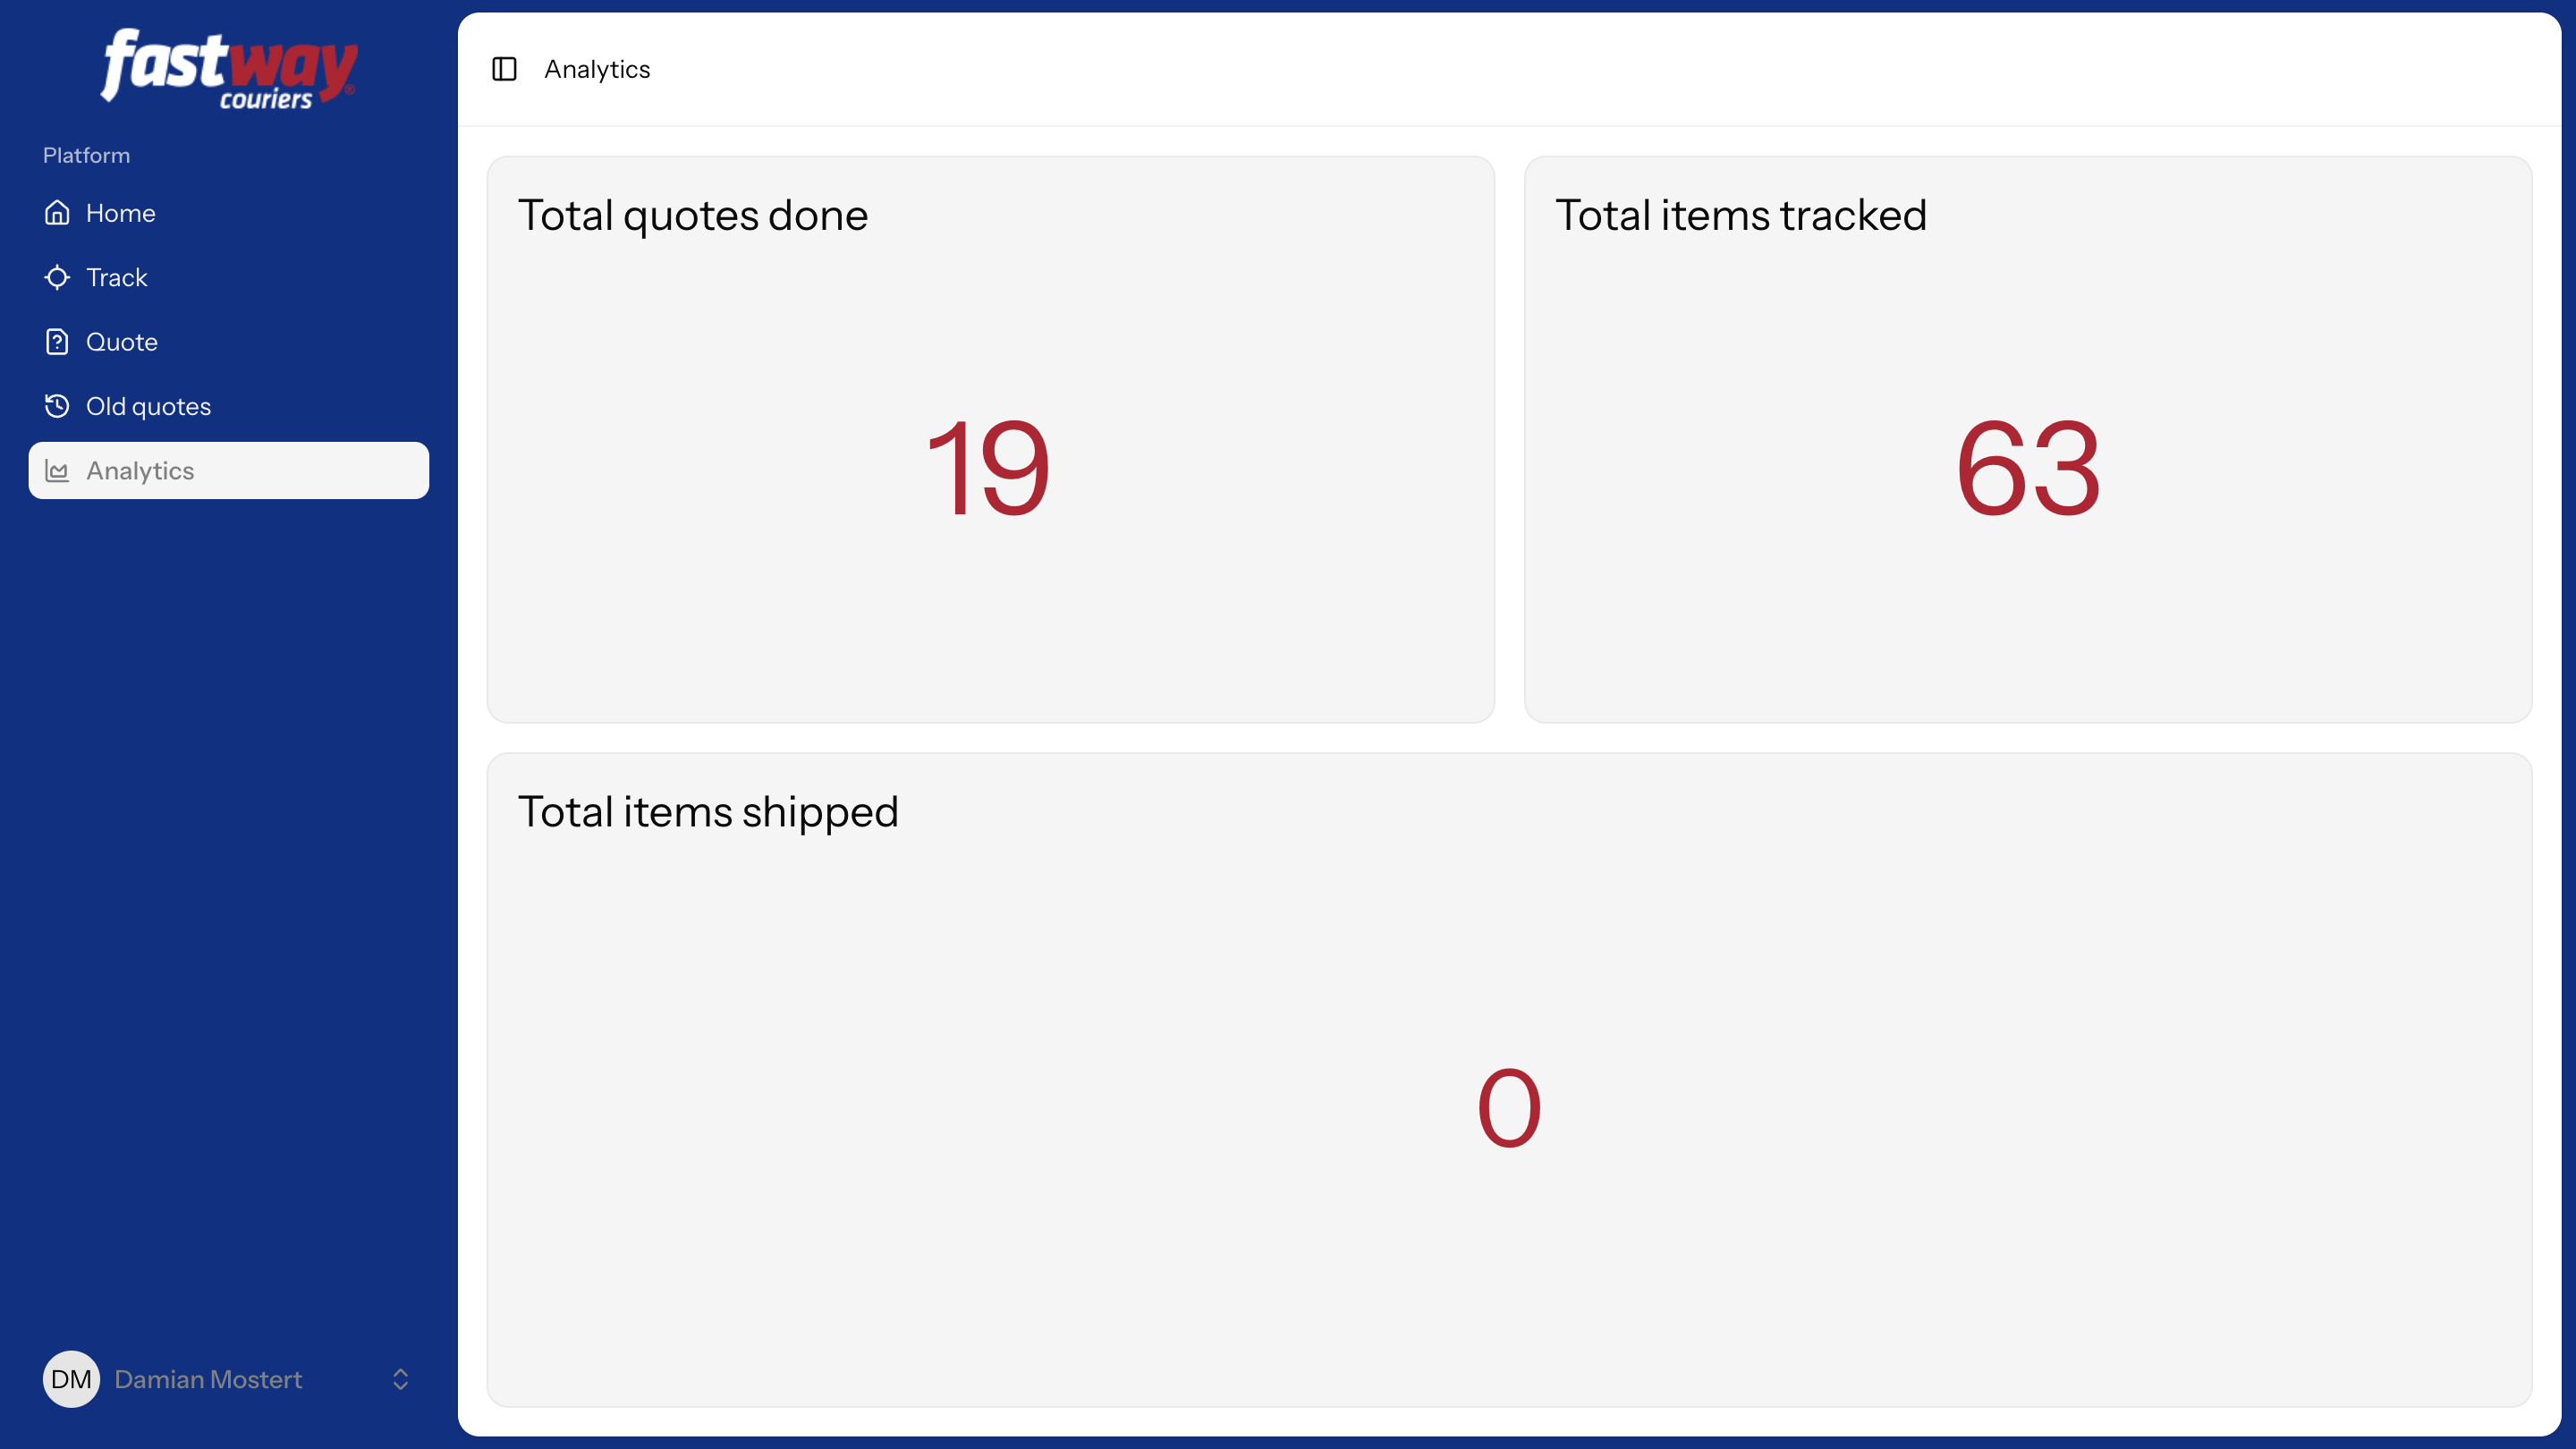 fastway®
couriers
Platform
Home
Track
Quote
Old quotes
Analytics
DM Damian Mostert
Analytics
Total quotes done
19
Total items tracked
63
Total items shipped
0